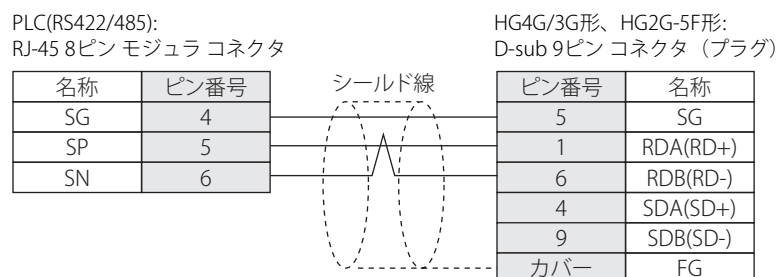 PLC(RS422/485):
RJ-45 8ピン モジュラ コネクタ
HG4G/3G形、HG2G-5F形:
D-sub 9ピン コネクタ（プラグ）
名称 ピン番号 シールド線 ピン番号 名称
SG 4 5 SG
SP 5 1 RDA(RD+)
SN 6 6 RDB(RD-)
4 SDA(SD+)
9 SDB(SD-)
カバー FG